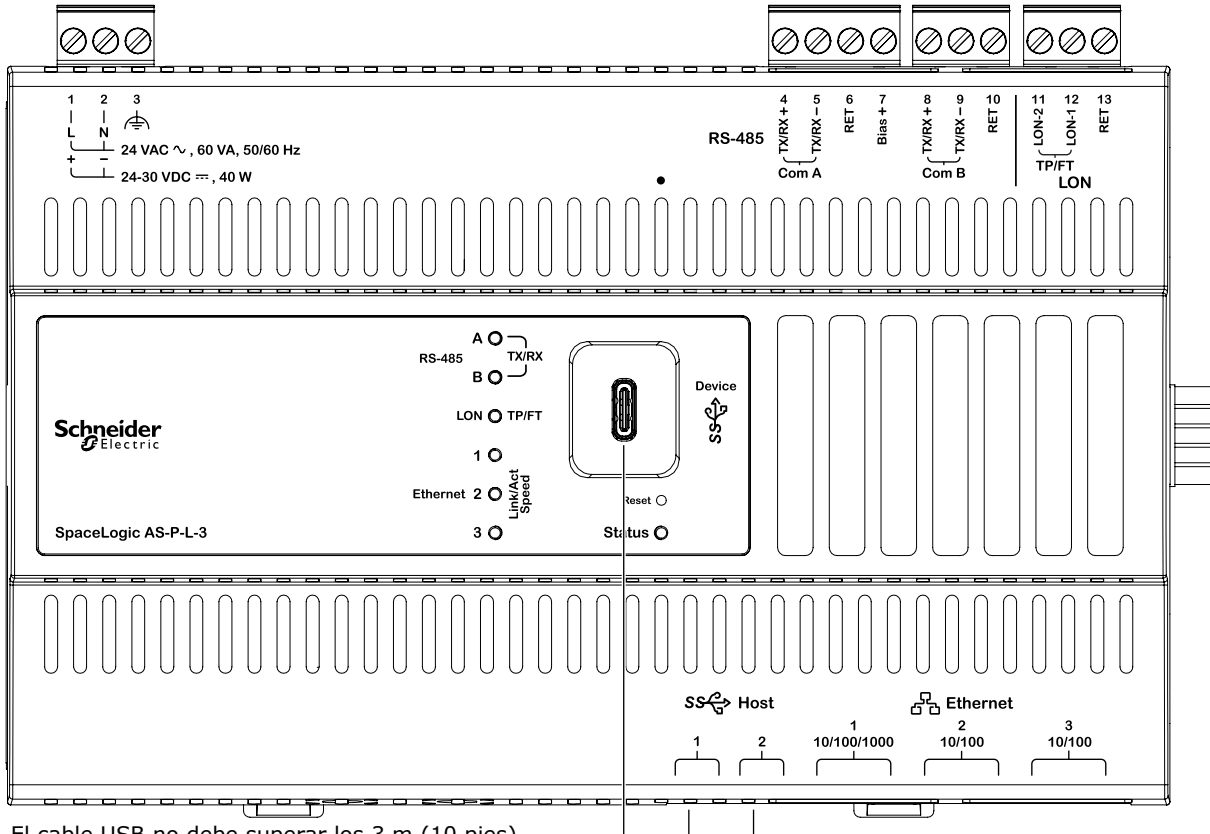 1 2 3
L N
+ −
24 VAC ∿ , 60 VA, 50/60 Hz
24-30 VDC ⎓ , 40 W
RS-485
4 5 6 7 8 9 10 11 12 13
TX/RX +
TX/RX −
RET
Bias +
TX/RX +
TX/RX −
RET
LON-2
LON-1
RET
Com A
Com B
TP/FT
LON
Schneider
Electric
SpaceLogic AS-P-L-3
RS-485
A
B
TX/RX
LON TP/FT
Ethernet
1
2
3
Link/Act
Speed
Device
SS
Reset
Status
SS Host
1
2
Ethernet
1
10/100/1000
2
10/100
3
10/100
El cable USB no debe superar los 3 m (10 pies)